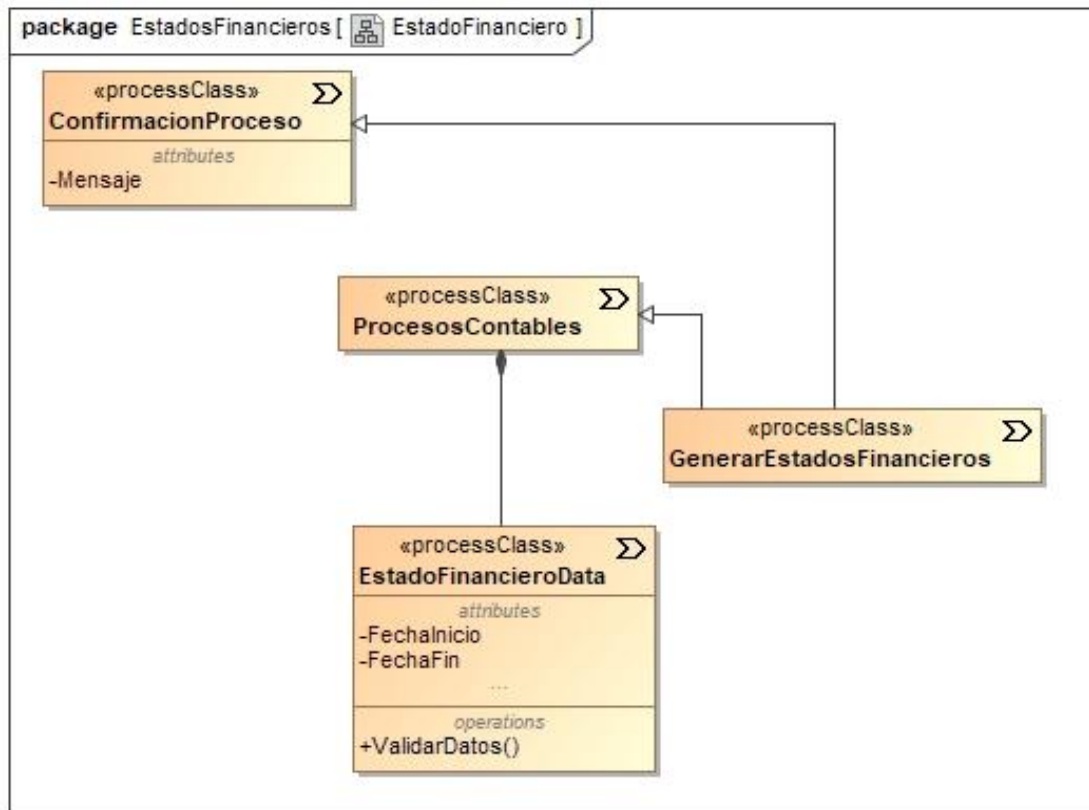 package EstadosFinancieros [ EstadoFinanciero ]
«processClass»
ConfirmacionProceso
attributes
-Mensaje
«processClass»
ProcesosContables
«processClass»
GenerarEstadosFinancieros
«processClass»
EstadoFinancieroData
attributes
-FechaInicio
-FechaFin
...
operations
+ValidarDatos()